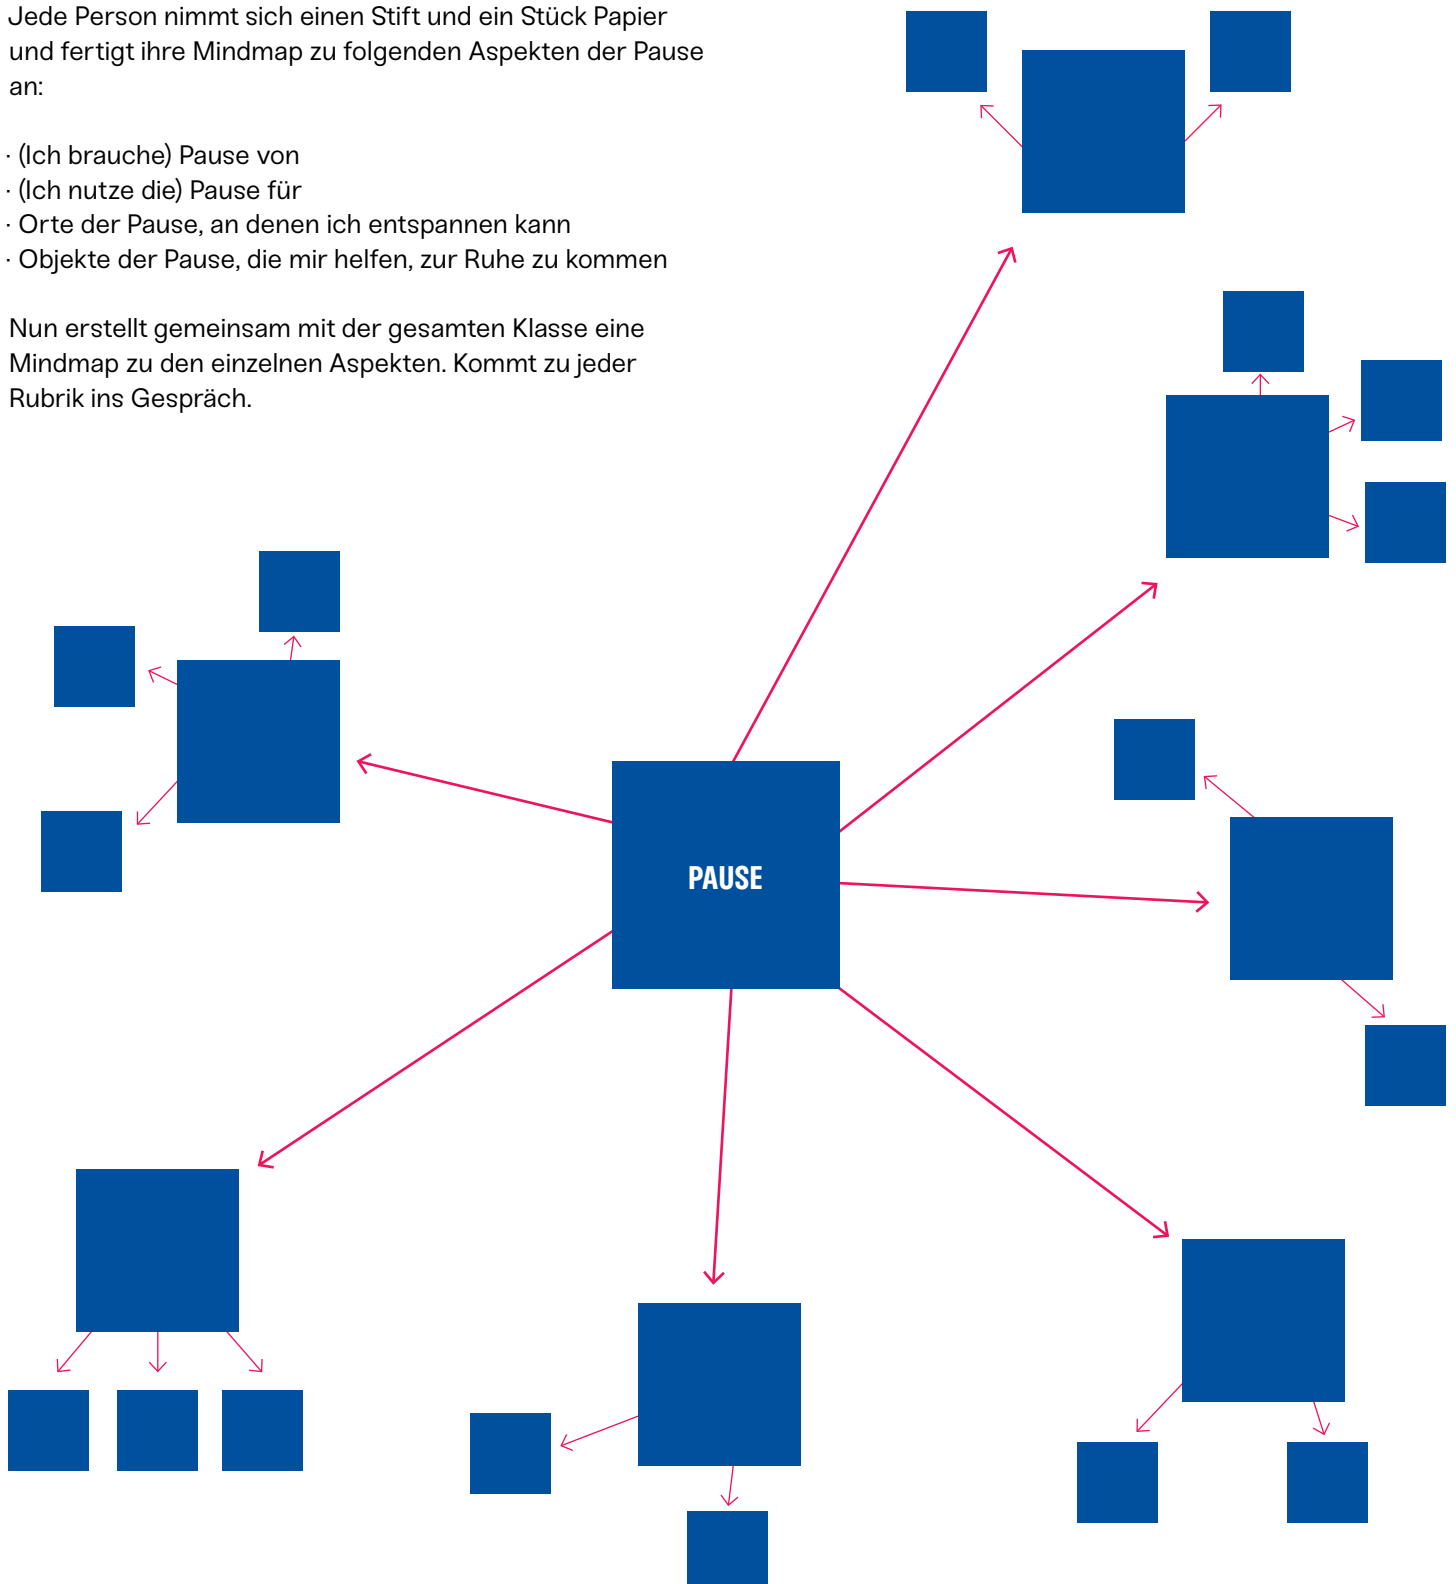 Jede Person nimmt sich einen Stift und ein Stück Papier
und fertigt ihre Mindmap zu folgenden Aspekten der Pause
an:
· (Ich brauche) Pause von
· (Ich nutze die) Pause für
· Orte der Pause, an denen ich entspannen kann
· Objekte der Pause, die mir helfen, zur Ruhe zu kommen
Nun erstellt gemeinsam mit der gesamten Klasse eine
Mindmap zu den einzelnen Aspekten. Kommt zu jeder
Rubrik ins Gespräch.
PAUSE